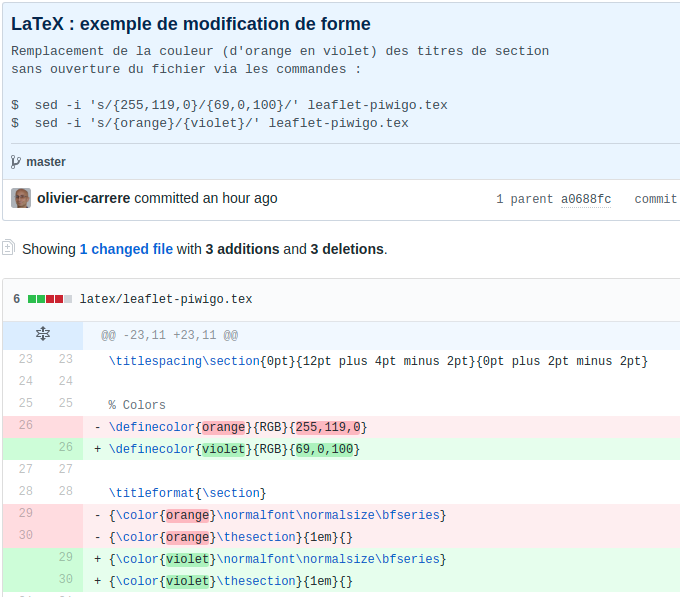 LaTeX : exemple de modification de forme
Remplacement de la couleur (d'orange en violet) des titres de section
sans ouverture du fichier via les commandes :
$  sed -i 's/{255,119,0}/{69,0,100}/' leaflet-piwigo.tex
$  sed -i 's/{orange}/{violet}/' leaflet-piwigo.tex
master
olivier-carrere committed an hour ago 1 parent a0688fc commit
Showing 1 changed file with 3 additions and 3 deletions.
6 latex/leaflet-piwigo.tex
@@ -23,11 +23,11 @@
23 23 \titlespacing\section{0pt}{12pt plus 4pt minus 2pt}{0pt plus 2pt minus 2pt}
24 24
25 25 % Colors
26 - \definecolor{orange}{RGB}{255,119,0}
26 + \definecolor{violet}{RGB}{69,0,100}
27 27
28 28 \titleformat{\section}
29 - {\color{orange}\normalfont\normalsize\bfseries}
30 - {\color{orange}\thesection}{1em}{}
29 + {\color{violet}\normalfont\normalsize\bfseries}
30 + {\color{violet}\thesection}{1em}{}